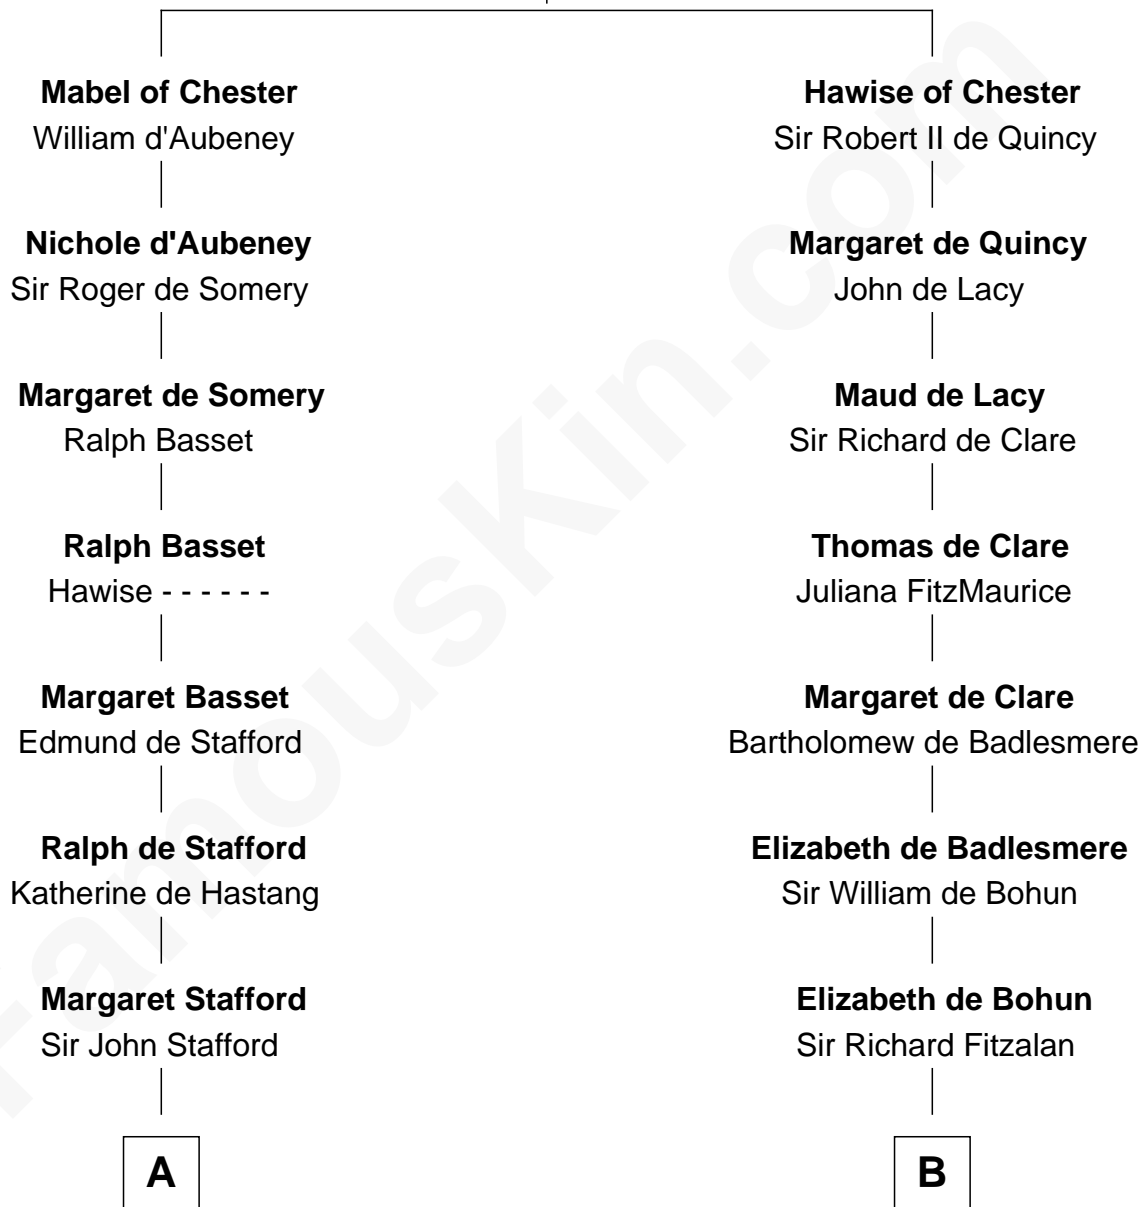 Mabel of Chester
William d'Aubeney
Nichole d'Aubeney
Sir Roger de Somery
Margaret de Somery
Ralph Basset
Ralph Basset
Hawise - - - - - -
Margaret Basset
Edmund de Stafford
Ralph de Stafford
Katherine de Hastang
Margaret Stafford
Sir John Stafford
A
Hawise of Chester
Sir Robert II de Quincy
Margaret de Quincy
John de Lacy
Maud de Lacy
Sir Richard de Clare
Thomas de Clare
Juliana FitzMaurice
Margaret de Clare
Bartholomew de Badlesmere
Elizabeth de Badlesmere
Sir William de Bohun
Elizabeth de Bohun
Sir Richard Fitzalan
B
FamousKin.com